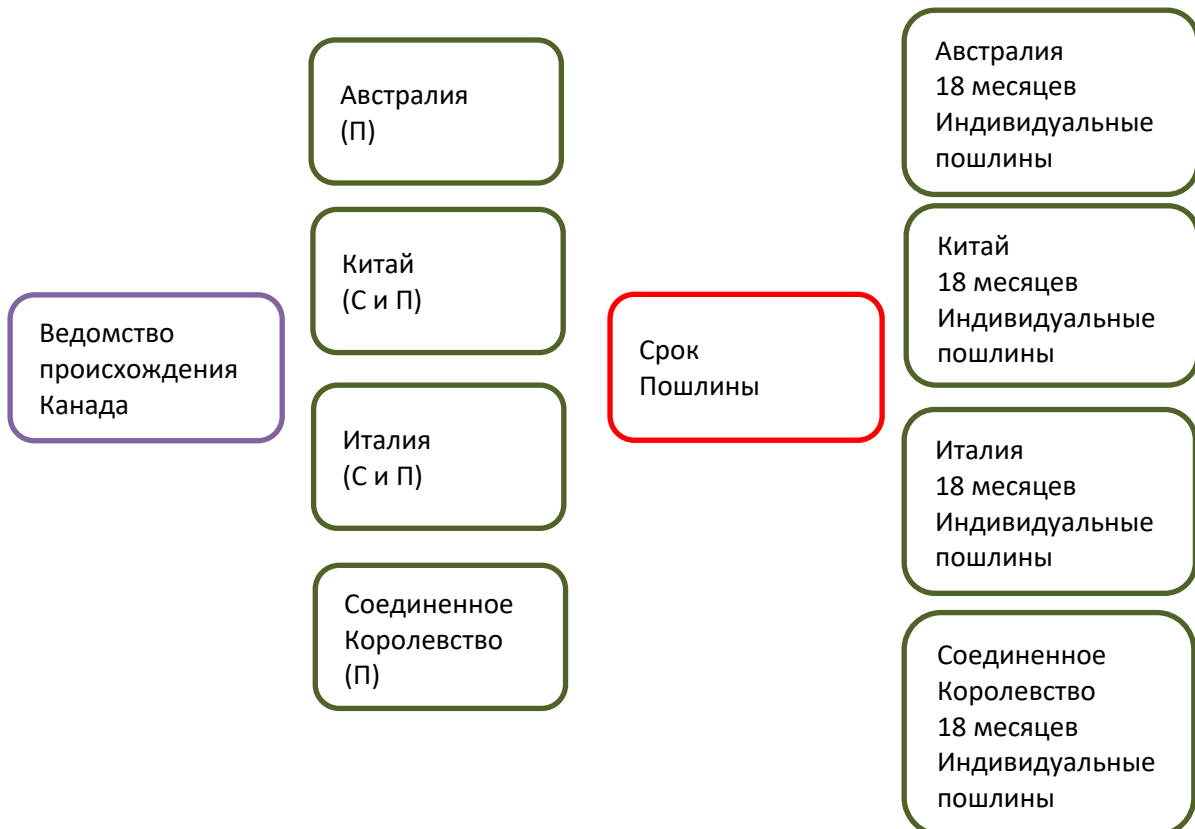 Ведомство
происхождения
Канада
Австралия
(П)
Китай
(С и П)
Италия
(С и П)
Соединенное
Королевство
(П)
Срок
Пошлины
Австралия
18 месяцев
Индивидуальные
пошлины
Китай
18 месяцев
Индивидуальные
пошлины
Италия
18 месяцев
Индивидуальные
пошлины
Соединенное
Королевство
18 месяцев
Индивидуальные
пошлины